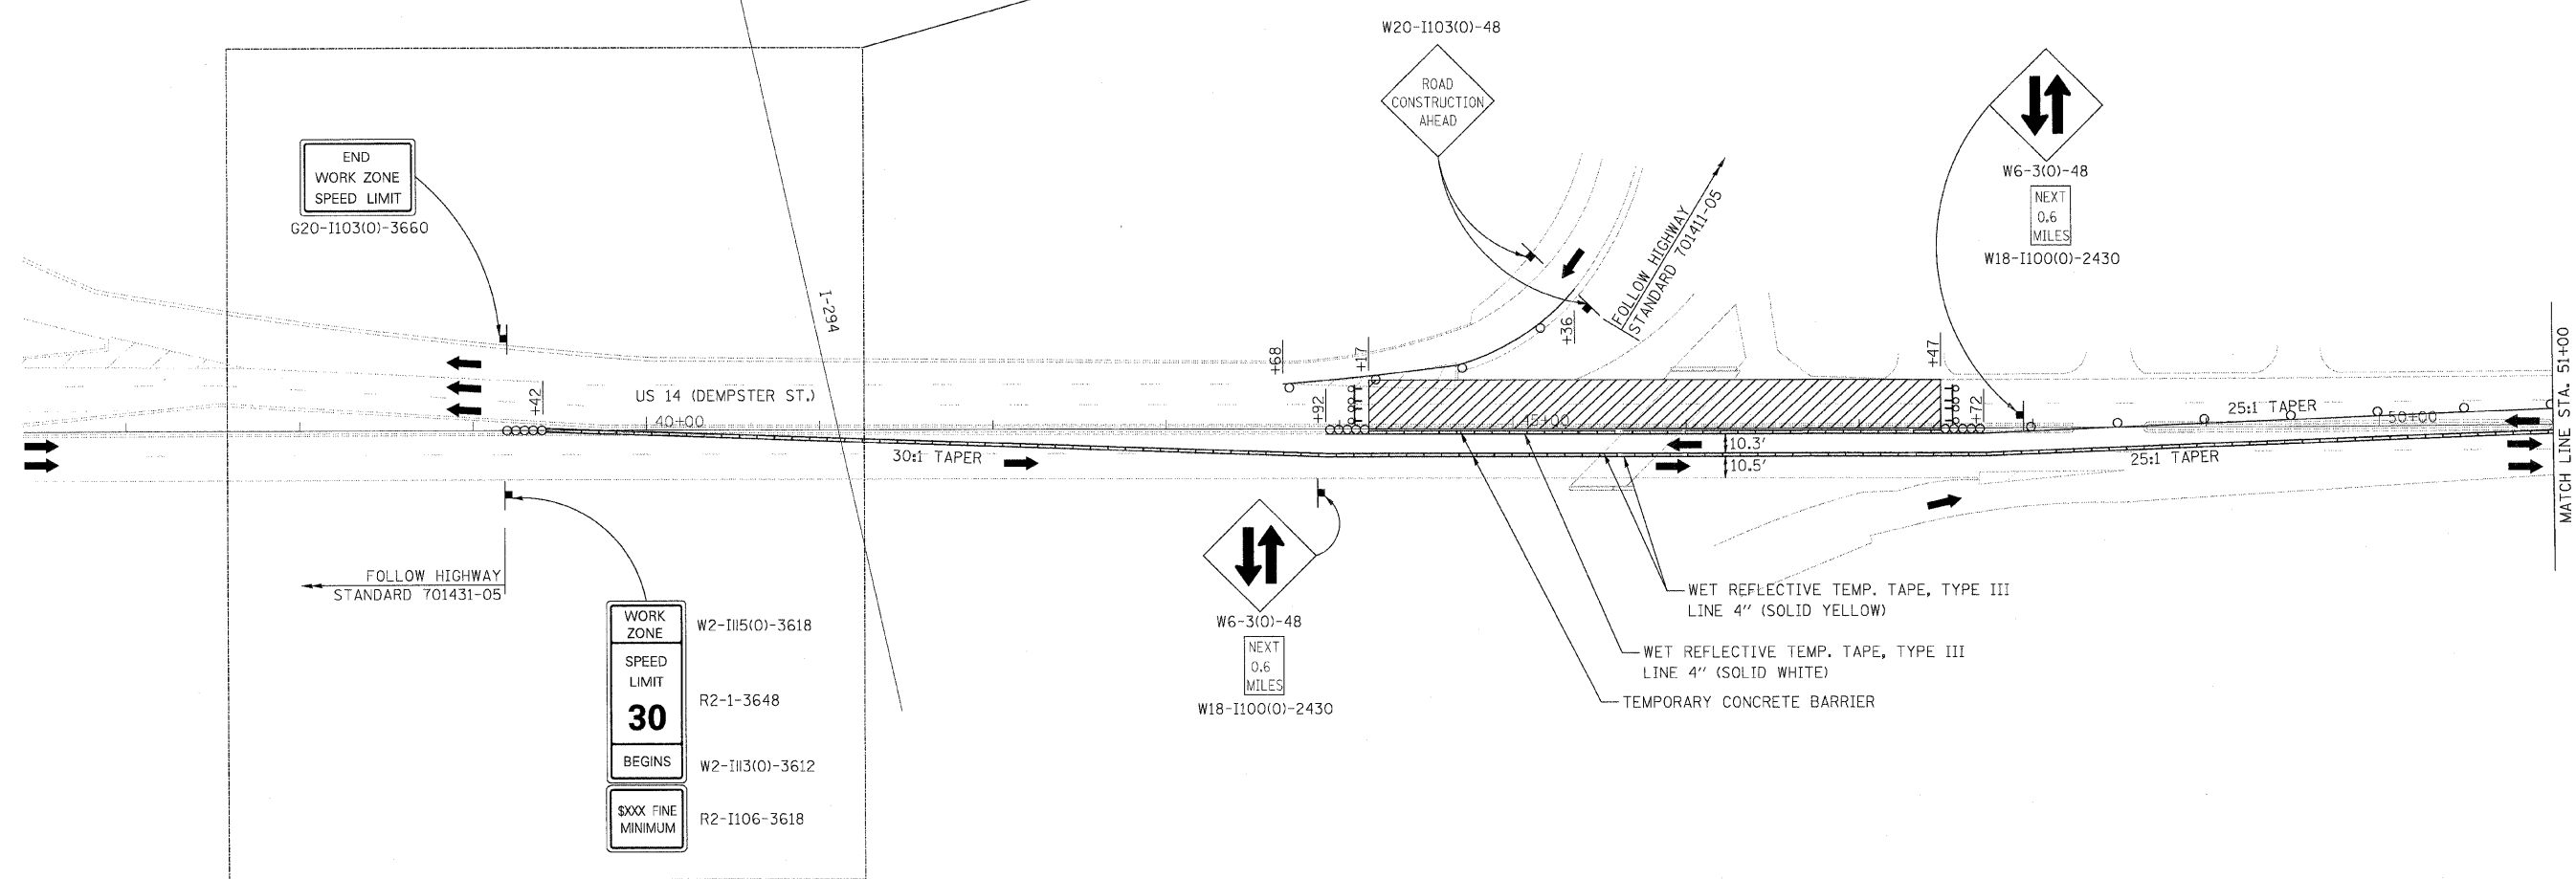 W20-I103(O)-48
ROAD
CONSTRUCTION
AHEAD
END
WORK ZONE
SPEED LIMIT
G20-I103(O)-3660
W6-3(O)-48
NEXT
0.6
MILES
W18-I100(O)-2430
FOLLOW HIGHWAY
STANDARD 701411-05
I-294
+36
+68
+17
+47
+42
US 14 (DEMPSTER ST.)
40+00
+92
45+00
+72
25:1 TAPER
50+00
MATCH LINE STA. 51+00
30:1 TAPER
10.3'
10.5'
25:1 TAPER
FOLLOW HIGHWAY
STANDARD 701431-05
WORK
ZONE
W2-I115(O)-3618
SPEED
LIMIT
30
R2-1-3648
BEGINS
W2-I113(O)-3612
$XXX FINE
MINIMUM
R2-I106-3618
W6-3(O)-48
NEXT
0.6
MILES
W18-I100(O)-2430
WET REFLECTIVE TEMP. TAPE, TYPE III
LINE 4" (SOLID YELLOW)
WET REFLECTIVE TEMP. TAPE, TYPE III
LINE 4" (SOLID WHITE)
TEMPORARY CONCRETE BARRIER